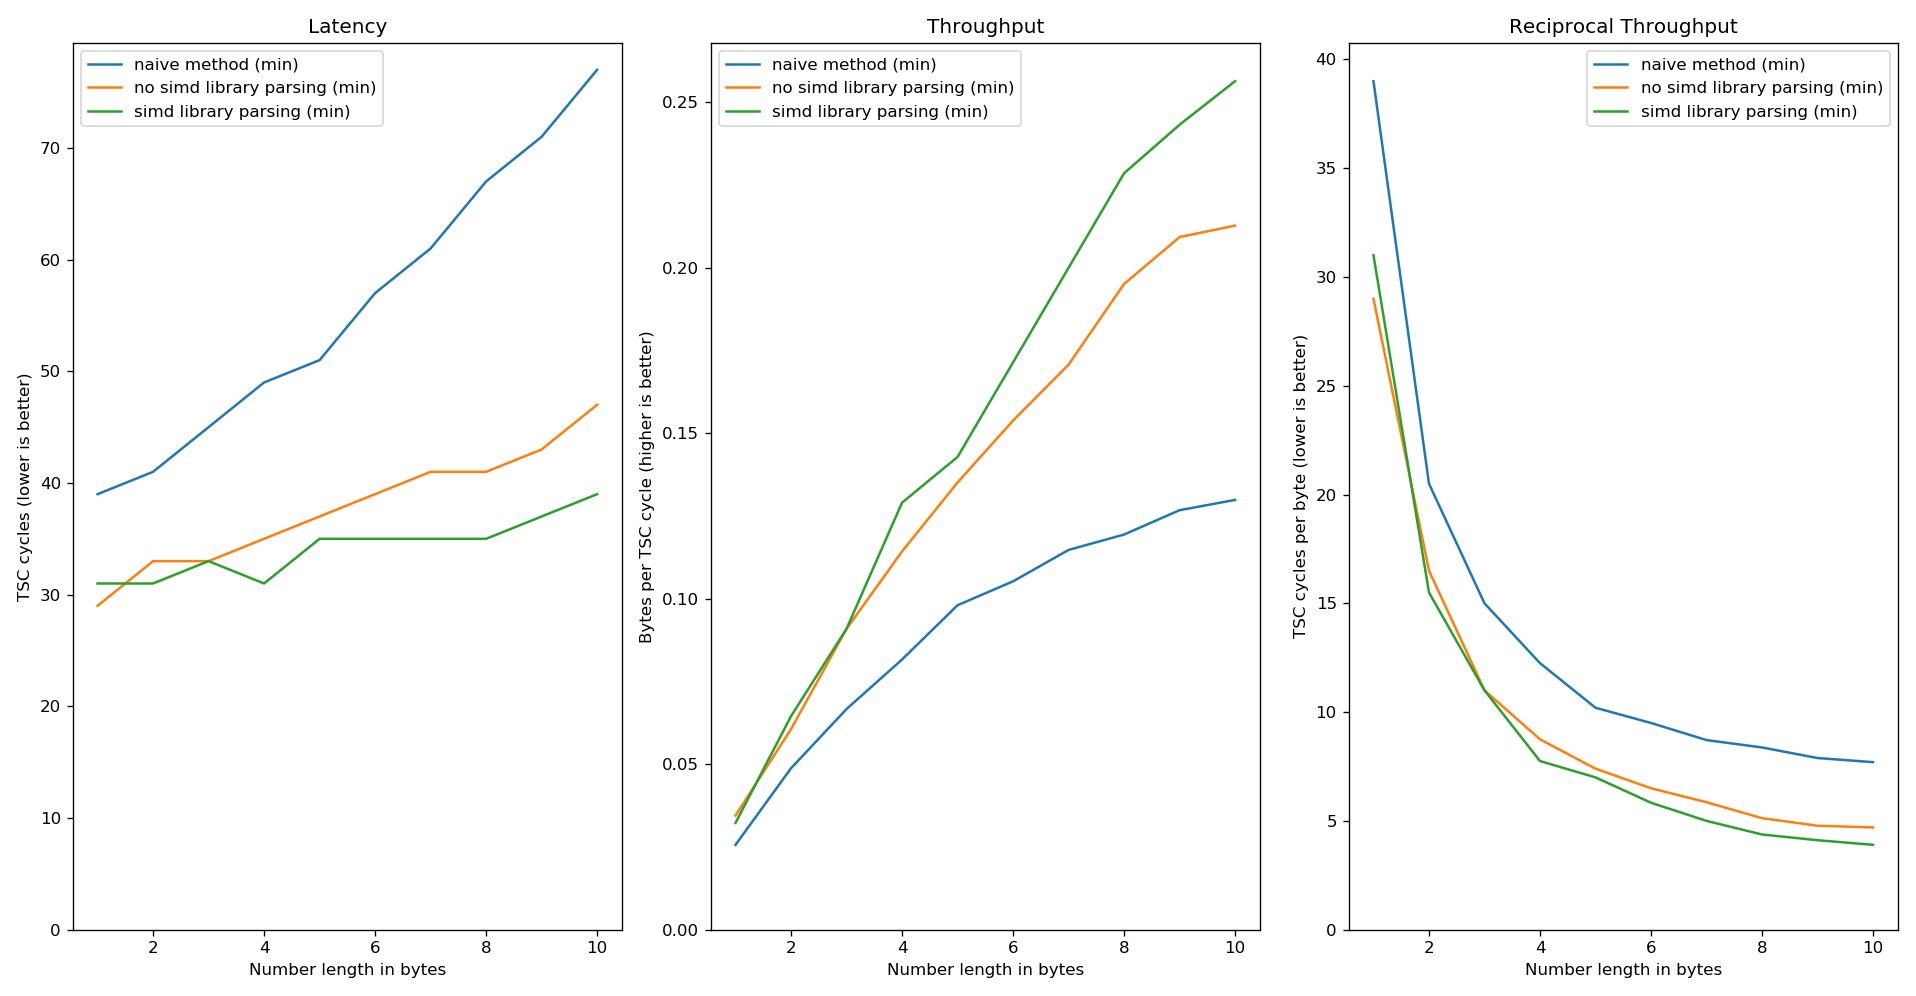 Latency
naive method (min)
no simd library parsing (min)
simd library parsing (min)
TSC cycles (lower is better)
70
60
50
40
30
20
10
0
2 4 6 8 10
Number length in bytes
Throughput
naive method (min)
no simd library parsing (min)
simd library parsing (min)
Bytes per TSC cycle (higher is better)
0.25
0.20
0.15
0.10
0.05
0.00
2 4 6 8 10
Number length in bytes
Reciprocal Throughput
naive method (min)
no simd library parsing (min)
simd library parsing (min)
TSC cycles per byte (lower is better)
40
35
30
25
20
15
10
5
0
2 4 6 8 10
Number length in bytes